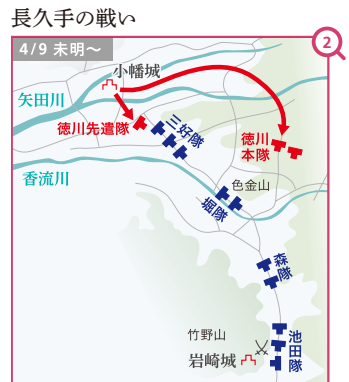 長久手の戦い
2
4/9 未明〜
小幡城
矢田川
徳川先遣隊
三好隊
徳川
本隊
香流川
色金山
堀隊
森隊
竹野山
岩崎城
池田隊